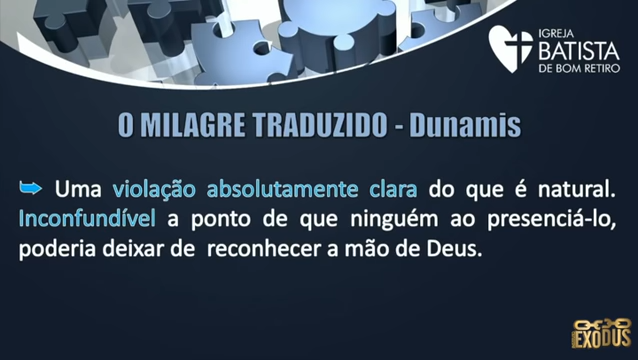 IGREJA
BATISTA
DE BOM RETIRO
O MILAGRE TRADUZIDO - Dunamis
Uma violação absolutamente clara do que é natural.
Inconfundível a ponto de que ninguém ao presenciá-lo,
poderia deixar de reconhecer a mão de Deus.
EXODUS